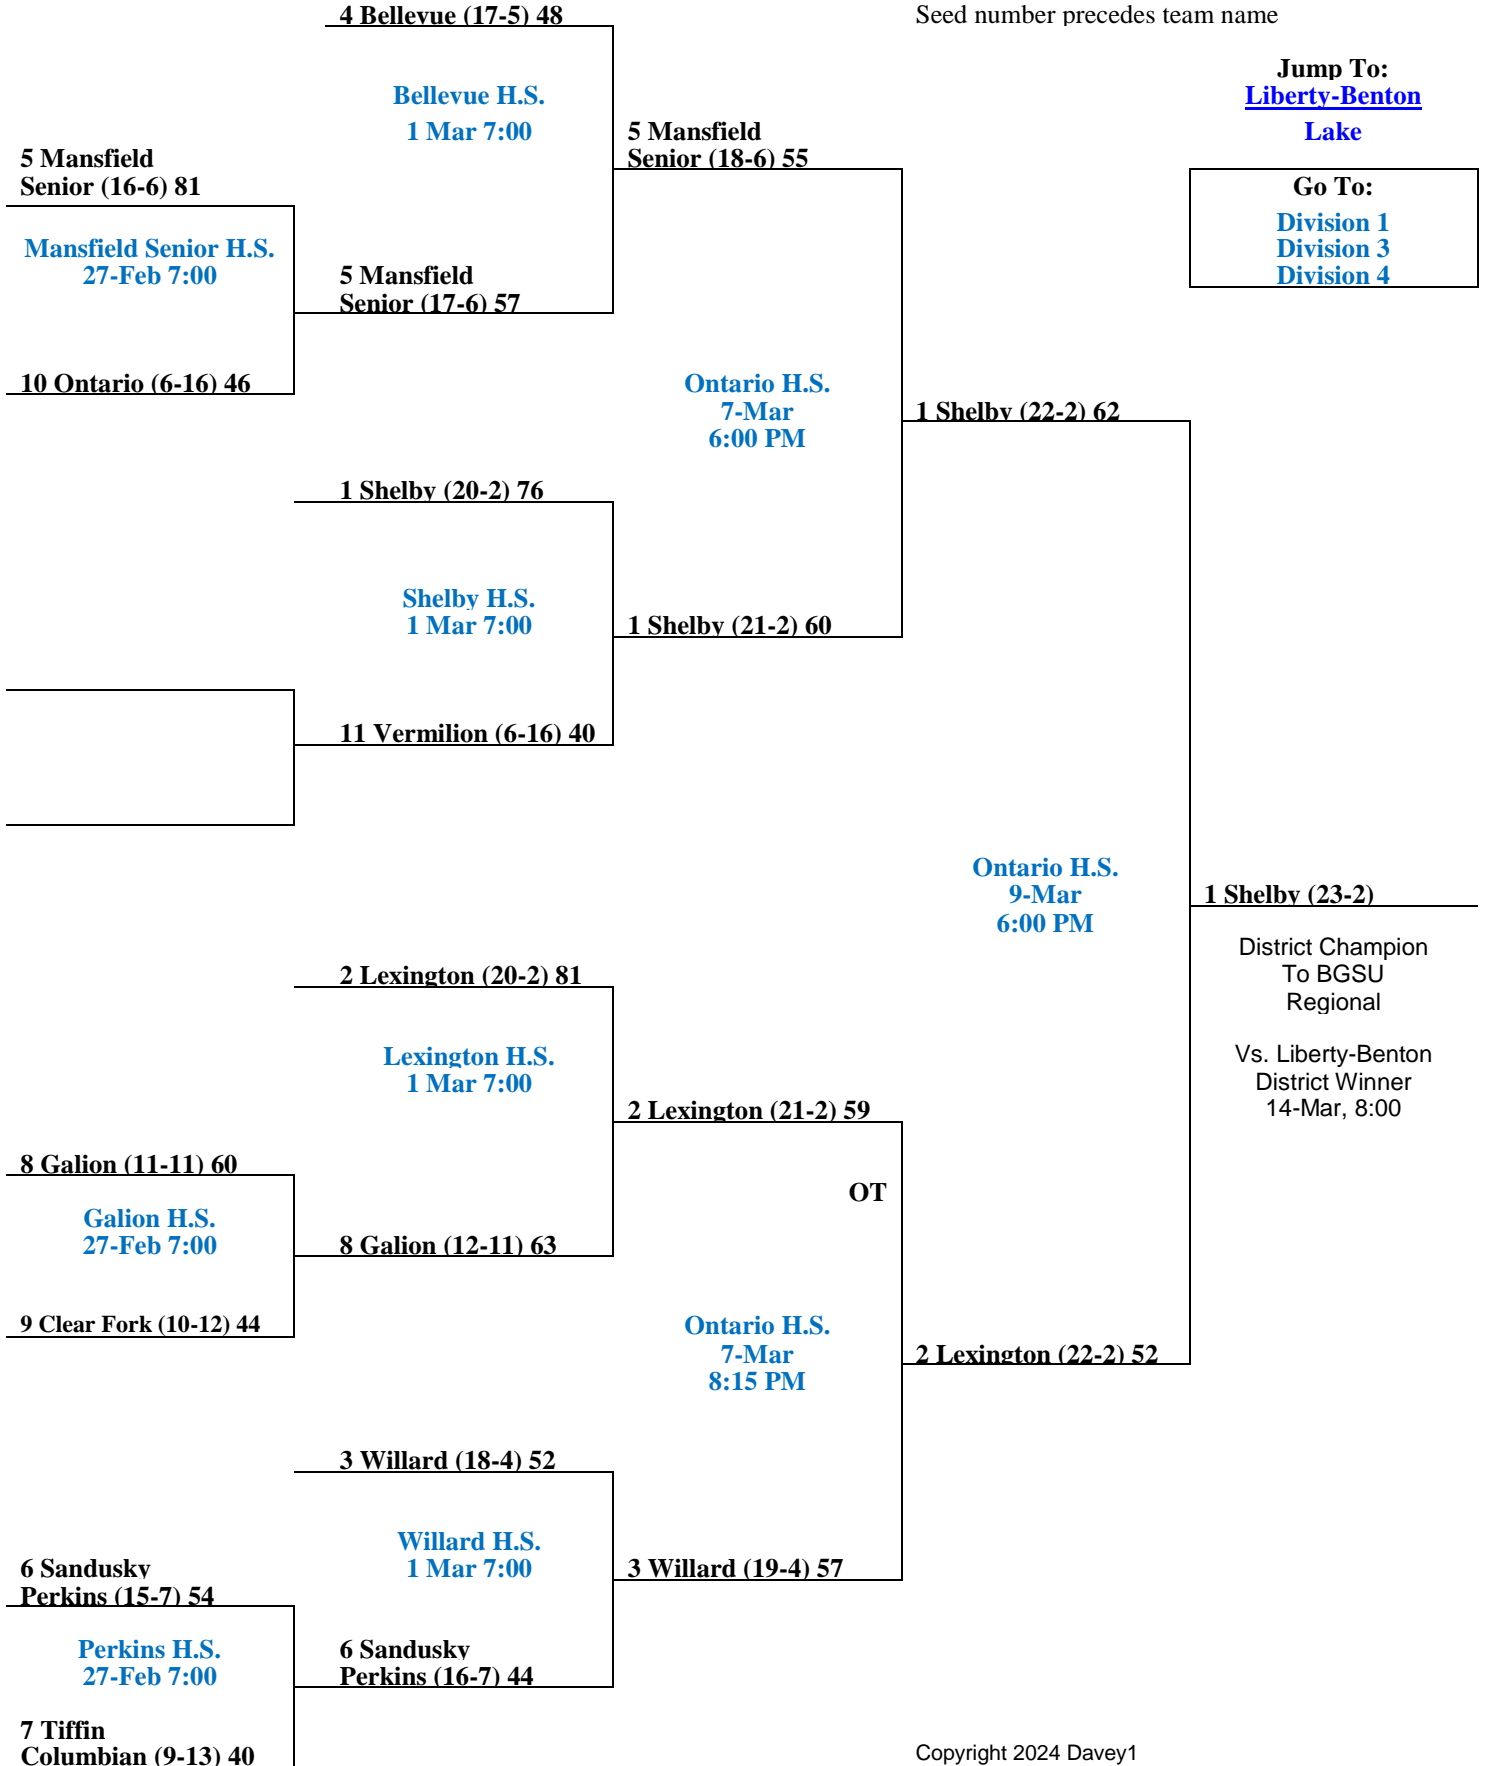 4 Bellevue (17-5) 48
Seed number precedes team name
Jump To:
Liberty-Benton
Lake
Bellevue H.S.
1 Mar 7:00
5 Mansfield
Senior (18-6) 55
5 Mansfield
Senior (16-6) 81
Go To:
Division 1
Division 3
Division 4
Mansfield Senior H.S.
27-Feb 7:00
5 Mansfield
Senior (17-6) 57
10 Ontario (6-16) 46
Ontario H.S.
7-Mar
6:00 PM
1 Shelby (22-2) 62
1 Shelby (20-2) 76
Shelby H.S.
1 Mar 7:00
1 Shelby (21-2) 60
11 Vermilion (6-16) 40
Ontario H.S.
9-Mar
6:00 PM
1 Shelby (23-2)
District Champion
To BGSU
Regional
Vs. Liberty-Benton
District Winner
14-Mar, 8:00
2 Lexington (20-2) 81
Lexington H.S.
1 Mar 7:00
2 Lexington (21-2) 59
8 Galion (11-11) 60
OT
Galion H.S.
27-Feb 7:00
8 Galion (12-11) 63
9 Clear Fork (10-12) 44
Ontario H.S.
7-Mar
8:15 PM
2 Lexington (22-2) 52
3 Willard (18-4) 52
Willard H.S.
1 Mar 7:00
3 Willard (19-4) 57
6 Sandusky
Perkins (15-7) 54
Perkins H.S.
27-Feb 7:00
6 Sandusky
Perkins (16-7) 44
7 Tiffin
Columbian (9-13) 40
Copyright 2024 Davey1